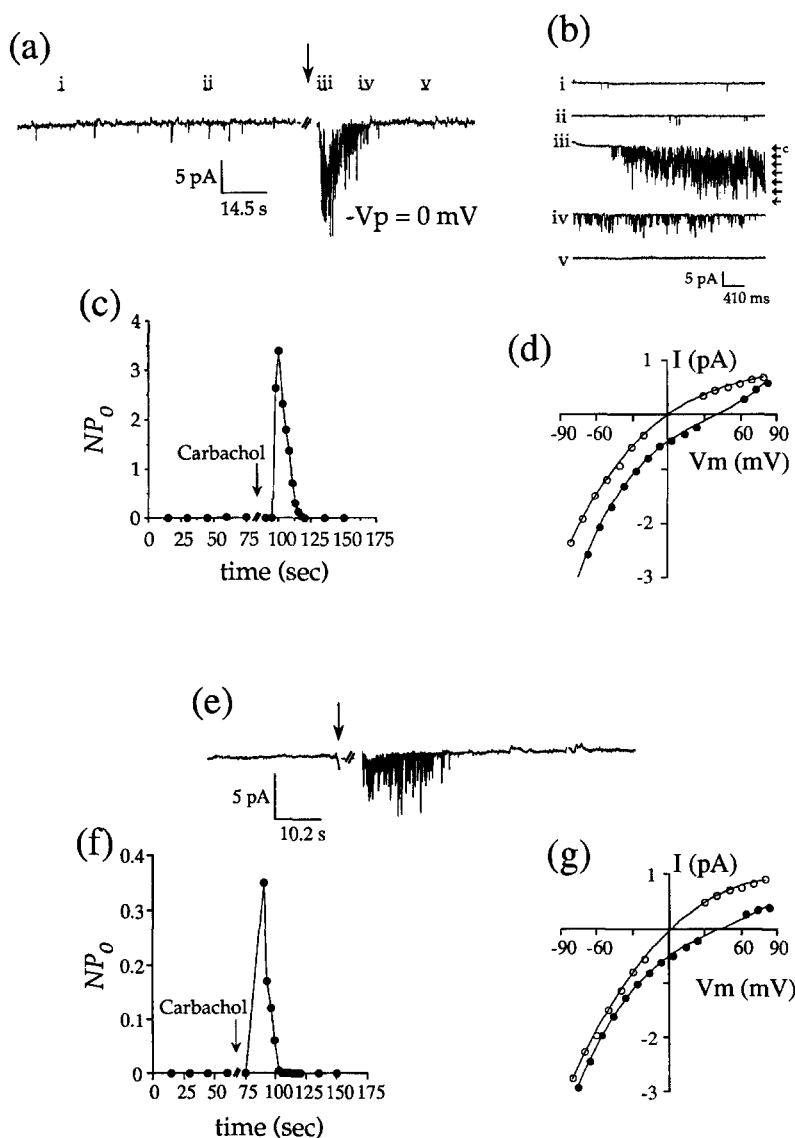 (a)
i ii iii iv v
5 pA
14.5 s
-Vp = 0 mV
(b)
i
ii
iii
c
iv
v
5 pA
410 ms
(c)
4
3
2
1
0
NPo
Carbachol
0 25 50 75 100 125 150 175
time (sec)
(d)
1
I (pA)
-90 -60 60 90
Vm (mV)
-2
-3
(e)
5 pA
10.2 s
(f)
0.4
0.3
0.2
0.1
0
NPo
Carbachol
0 25 50 75 100 125 150 175
time (sec)
(g)
1
I (pA)
-90 -60 60 90
Vm (mV)
-2
-3